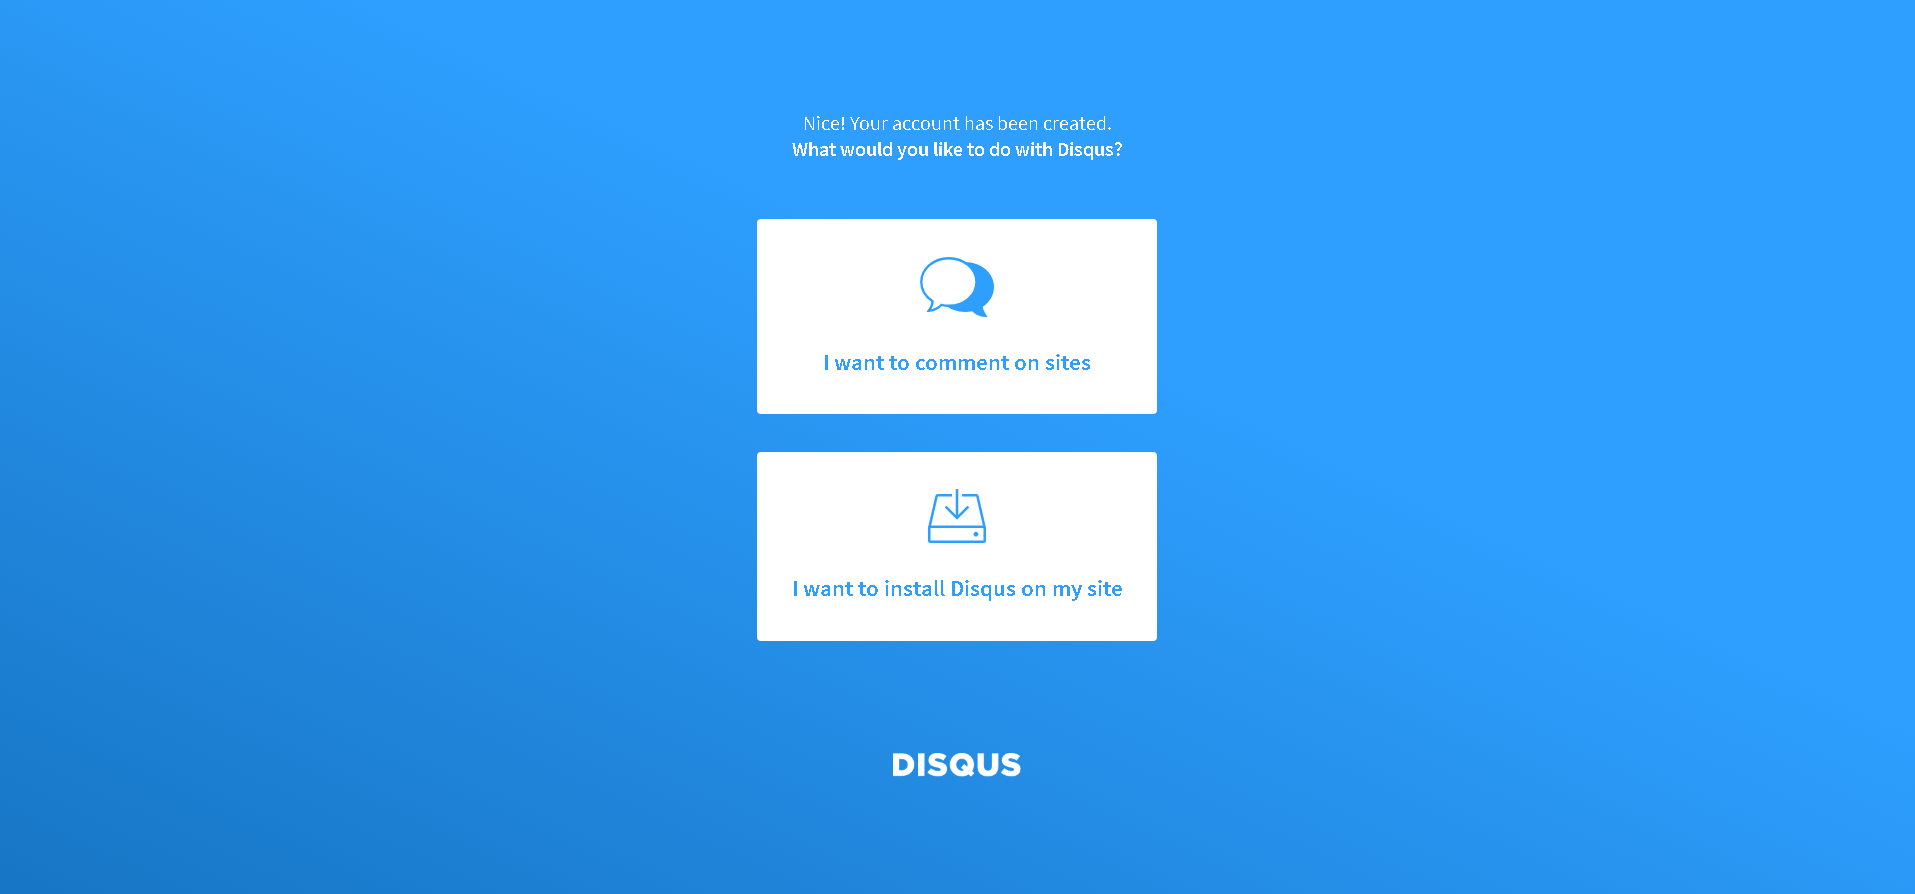 Nice! Your account has been created.
What would you like to do with Disqus?
I want to comment on sites
I want to install Disqus on my site
DISQUS